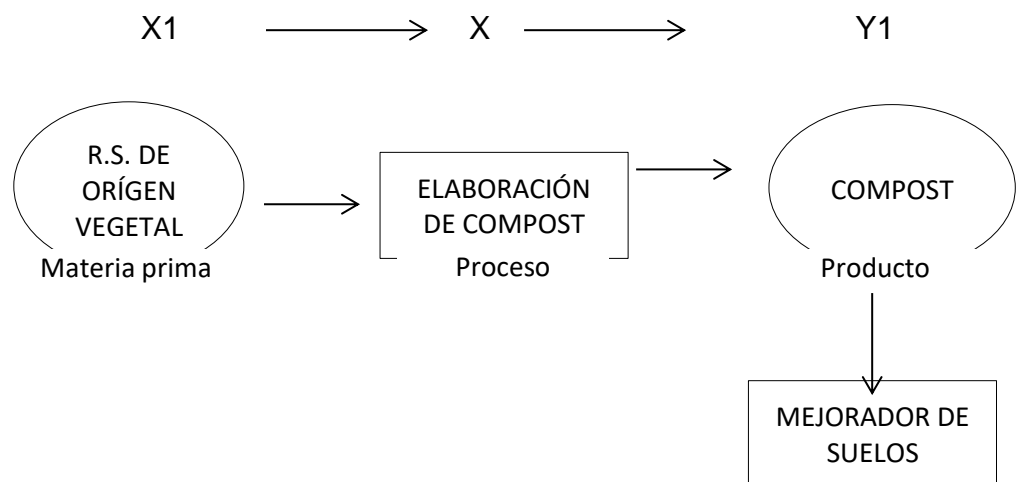 X1
X
Y1
R.S. DE
ORÍGEN
VEGETAL
Materia prima
ELABORACIÓN
DE COMPOST
Proceso
COMPOST
Producto
MEJORADOR DE
SUELOS